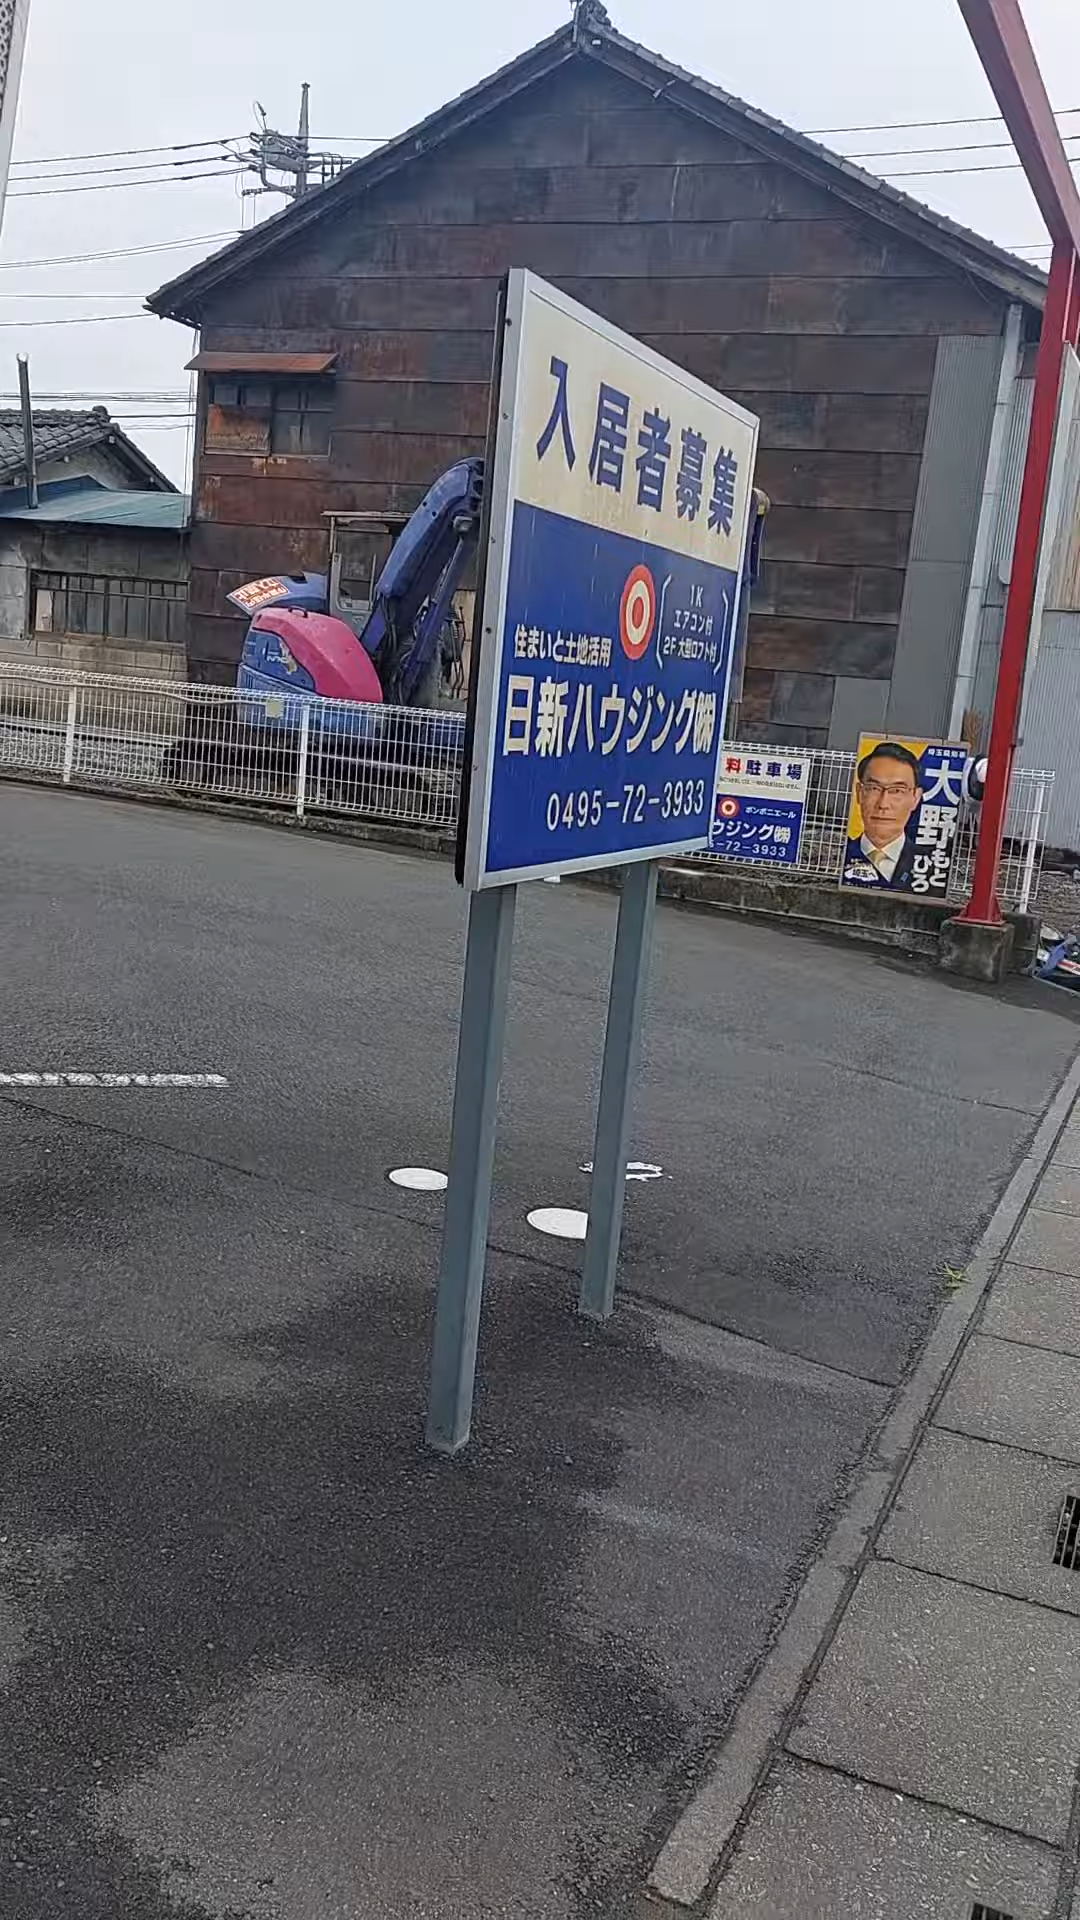 入居者募集
1K
エアコン付
2F 大型ロフト付
住まいと土地活用
日新ハウジング㈱
0495-72-3933
料駐車場
ボンボニエール
ウジング㈱
5-72-3933
埼玉県知事
大野もとひろ